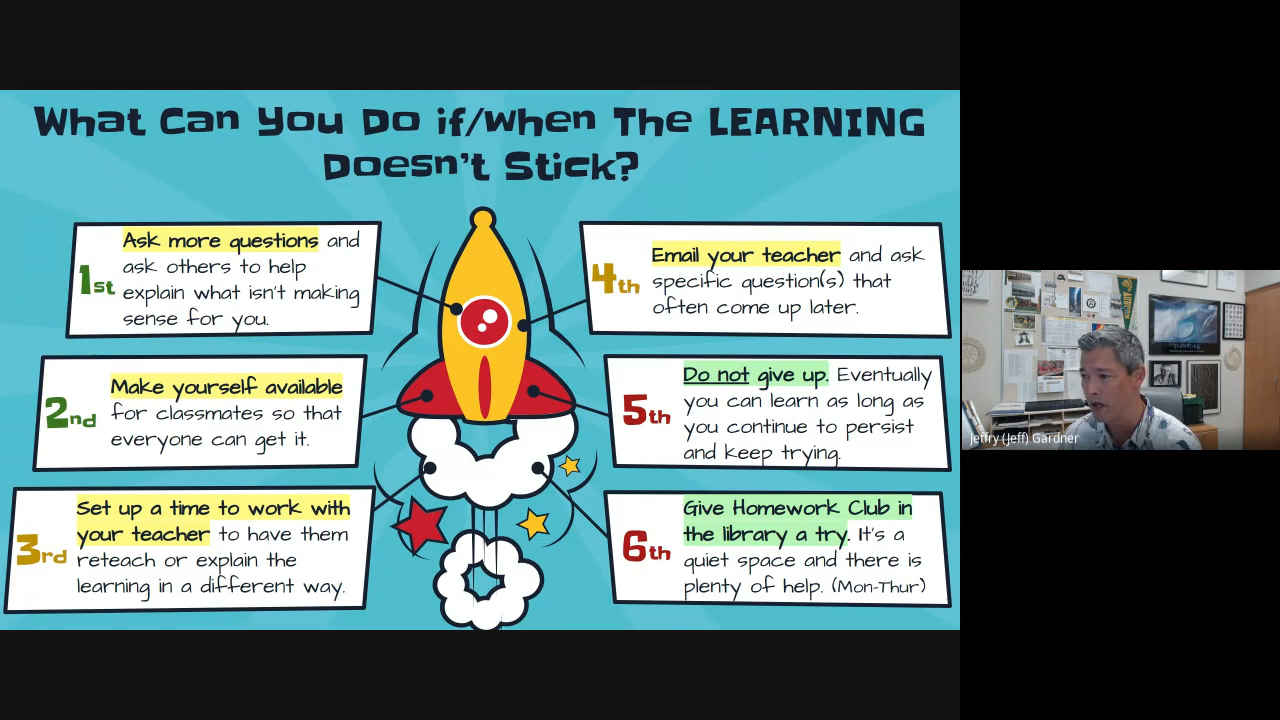 What Can You Do if/when The LEARNING
Doesn't Stick?
1st
Ask more questions and
ask others to help
explain what isn't making
sense for you.
2nd
Make yourself available
for classmates so that
everyone can get it.
3rd
Set up a time to work with
your teacher to have them
reteach or explain the
learning in a different way.
4th
Email your teacher and ask
specific question(s) that
often come up later.
5th
Do not give up. Eventually
you can learn as long as
you continue to persist
and keep trying.
6th
Give Homework Club in
the library a try. It's a
quiet space and there is
plenty of help. (Mon-Thur)
Jeffry (Jeff) Gardner